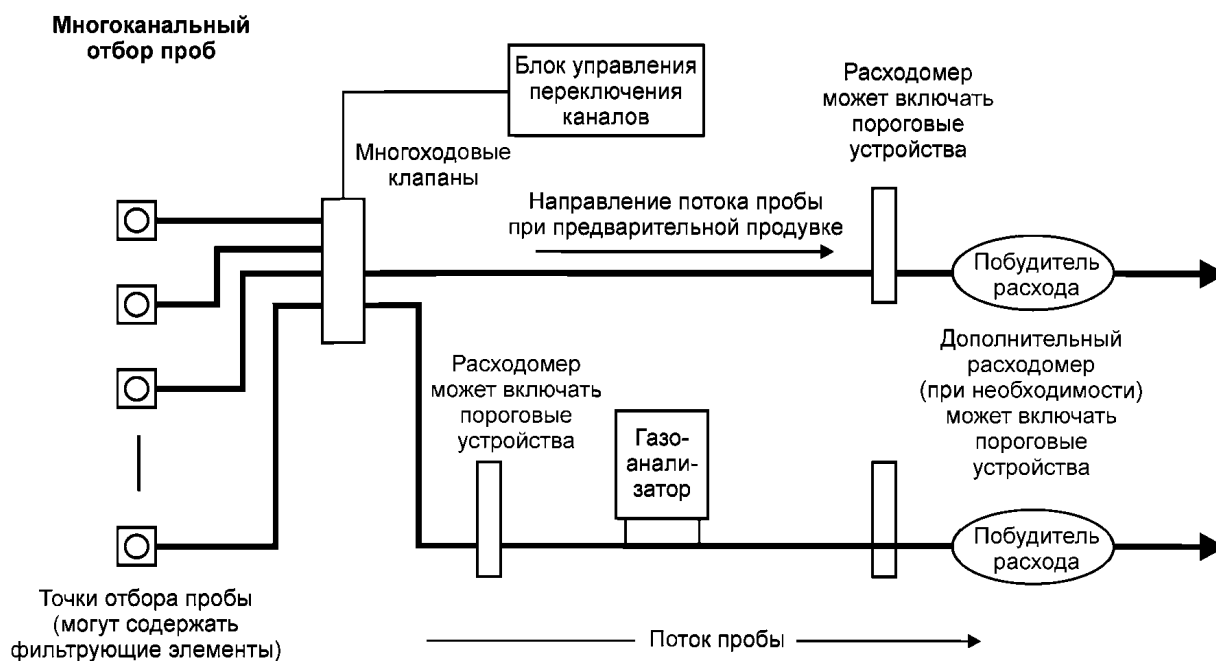 Многоканальный
отбор проб
Блок управления
переключения
каналов
Расходомер
может включать
пороговые
устройства
Многоходовые
клапаны
Направление потока пробы
при предварительной продувке
Побудитель
расхода
Расходомер
может включать
пороговые
устройства
Газо-
анали-
затор
Дополнительный
расходомер
(при необходимости)
может включать
пороговые
устройства
Побудитель
расхода
Точки отбора пробы
(могут содержать
фильтрующие элементы)
Поток пробы